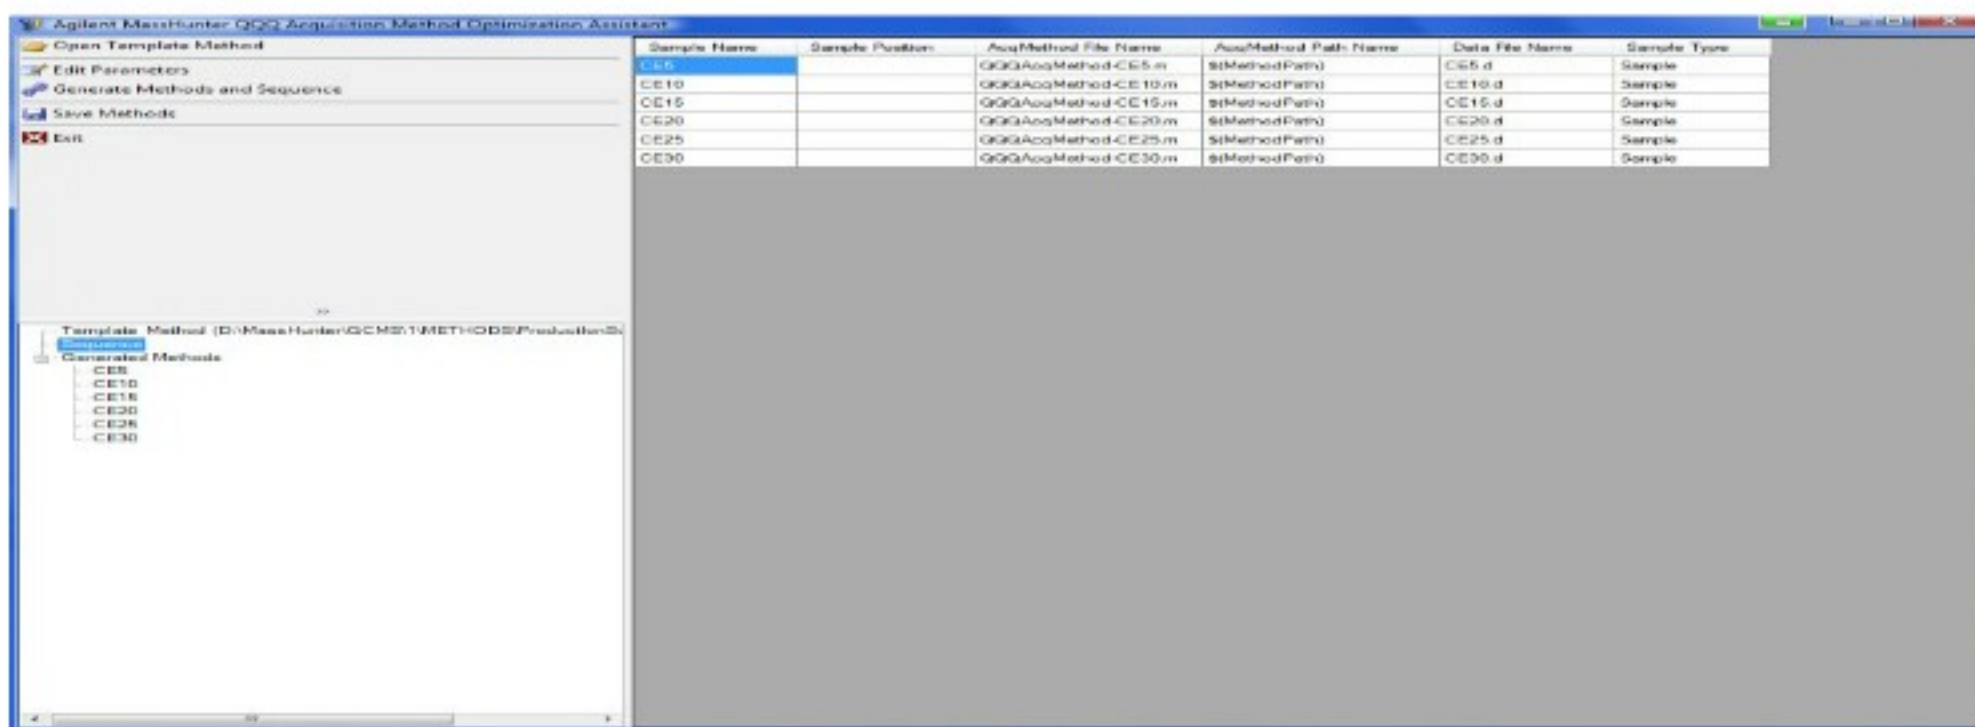 Agilent MassHunter QQQ Acquisition Method Optimization Assistant
Open Template Method
Edit Parameters
Generate Methods and Sequence
Save Methods
Exit
>>
Template Method (D:\MassHunter\GCMS\1\METHODS\ProductionSc
Sequence
Generated Methods
CE5
CE10
CE15
CE20
CE25
CE30
Sample Name Sample Position AcqMethod File Name AcqMethod Path Name Data File Name Sample Type
CE5 QQQAcqMethod-CE5.m $(MethodPath) CE5.d Sample
CE10 QQQAcqMethod-CE10.m $(MethodPath) CE10.d Sample
CE15 QQQAcqMethod-CE15.m $(MethodPath) CE15.d Sample
CE20 QQQAcqMethod-CE20.m $(MethodPath) CE20.d Sample
CE25 QQQAcqMethod-CE25.m $(MethodPath) CE25.d Sample
CE30 QQQAcqMethod-CE30.m $(MethodPath) CE30.d Sample